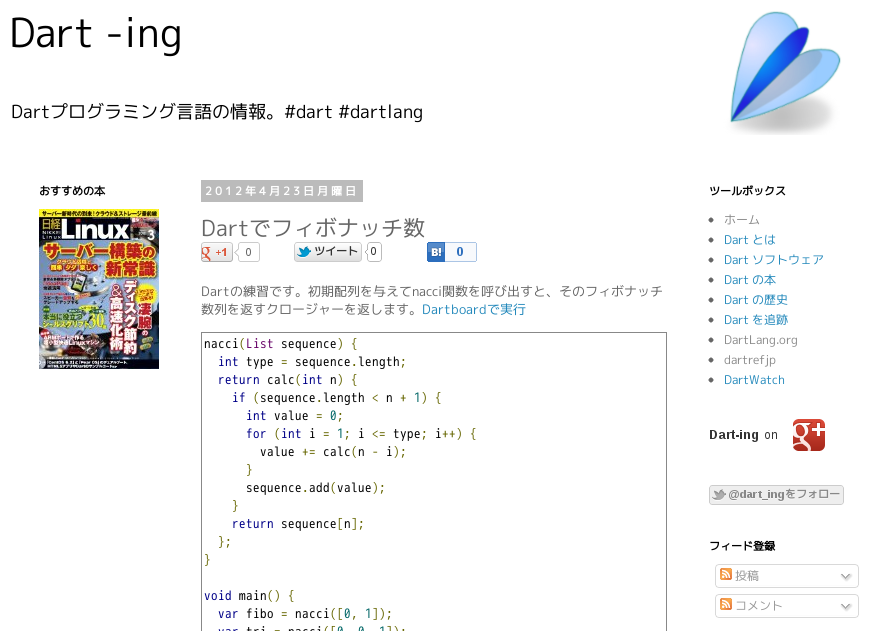 Dart -ing
Dartプログラミング言語の情報。#dart #dartlang
おすすめの本
日経
Linux
3
サーバー構築の
新常識
ディスク節約
&高速化術
2012年4月23日月曜日
Dartでフィボナッチ数
+1
0
ツイート
0
B!
0
Dartの練習です。初期配列を与えてnacci関数を呼び出すと、そのフィボナッチ
数列を返すクロージャーを返します。Dartboardで実行
nacci(List sequence) {
  int type = sequence.length;
  return calc(int n) {
    if (sequence.length < n + 1) {
      int value = 0;
      for (int i = 1; i <= type; i++) {
        value += calc(n - i);
      }
      sequence.add(value);
    }
    return sequence[n];
  };
}
void main() {
  var fibo = nacci([0, 1]);
  var tri = nacci([0, 0, 1]);
ツールボックス
ホーム
Dart とは
Dart ソフトウェア
Dart の本
Dart の歴史
Dart を追跡
DartLang.org
dartrefjp
DartWatch
Dart-ing on
g+
@dart_ingをフォロー
フィード登録
投稿
コメント